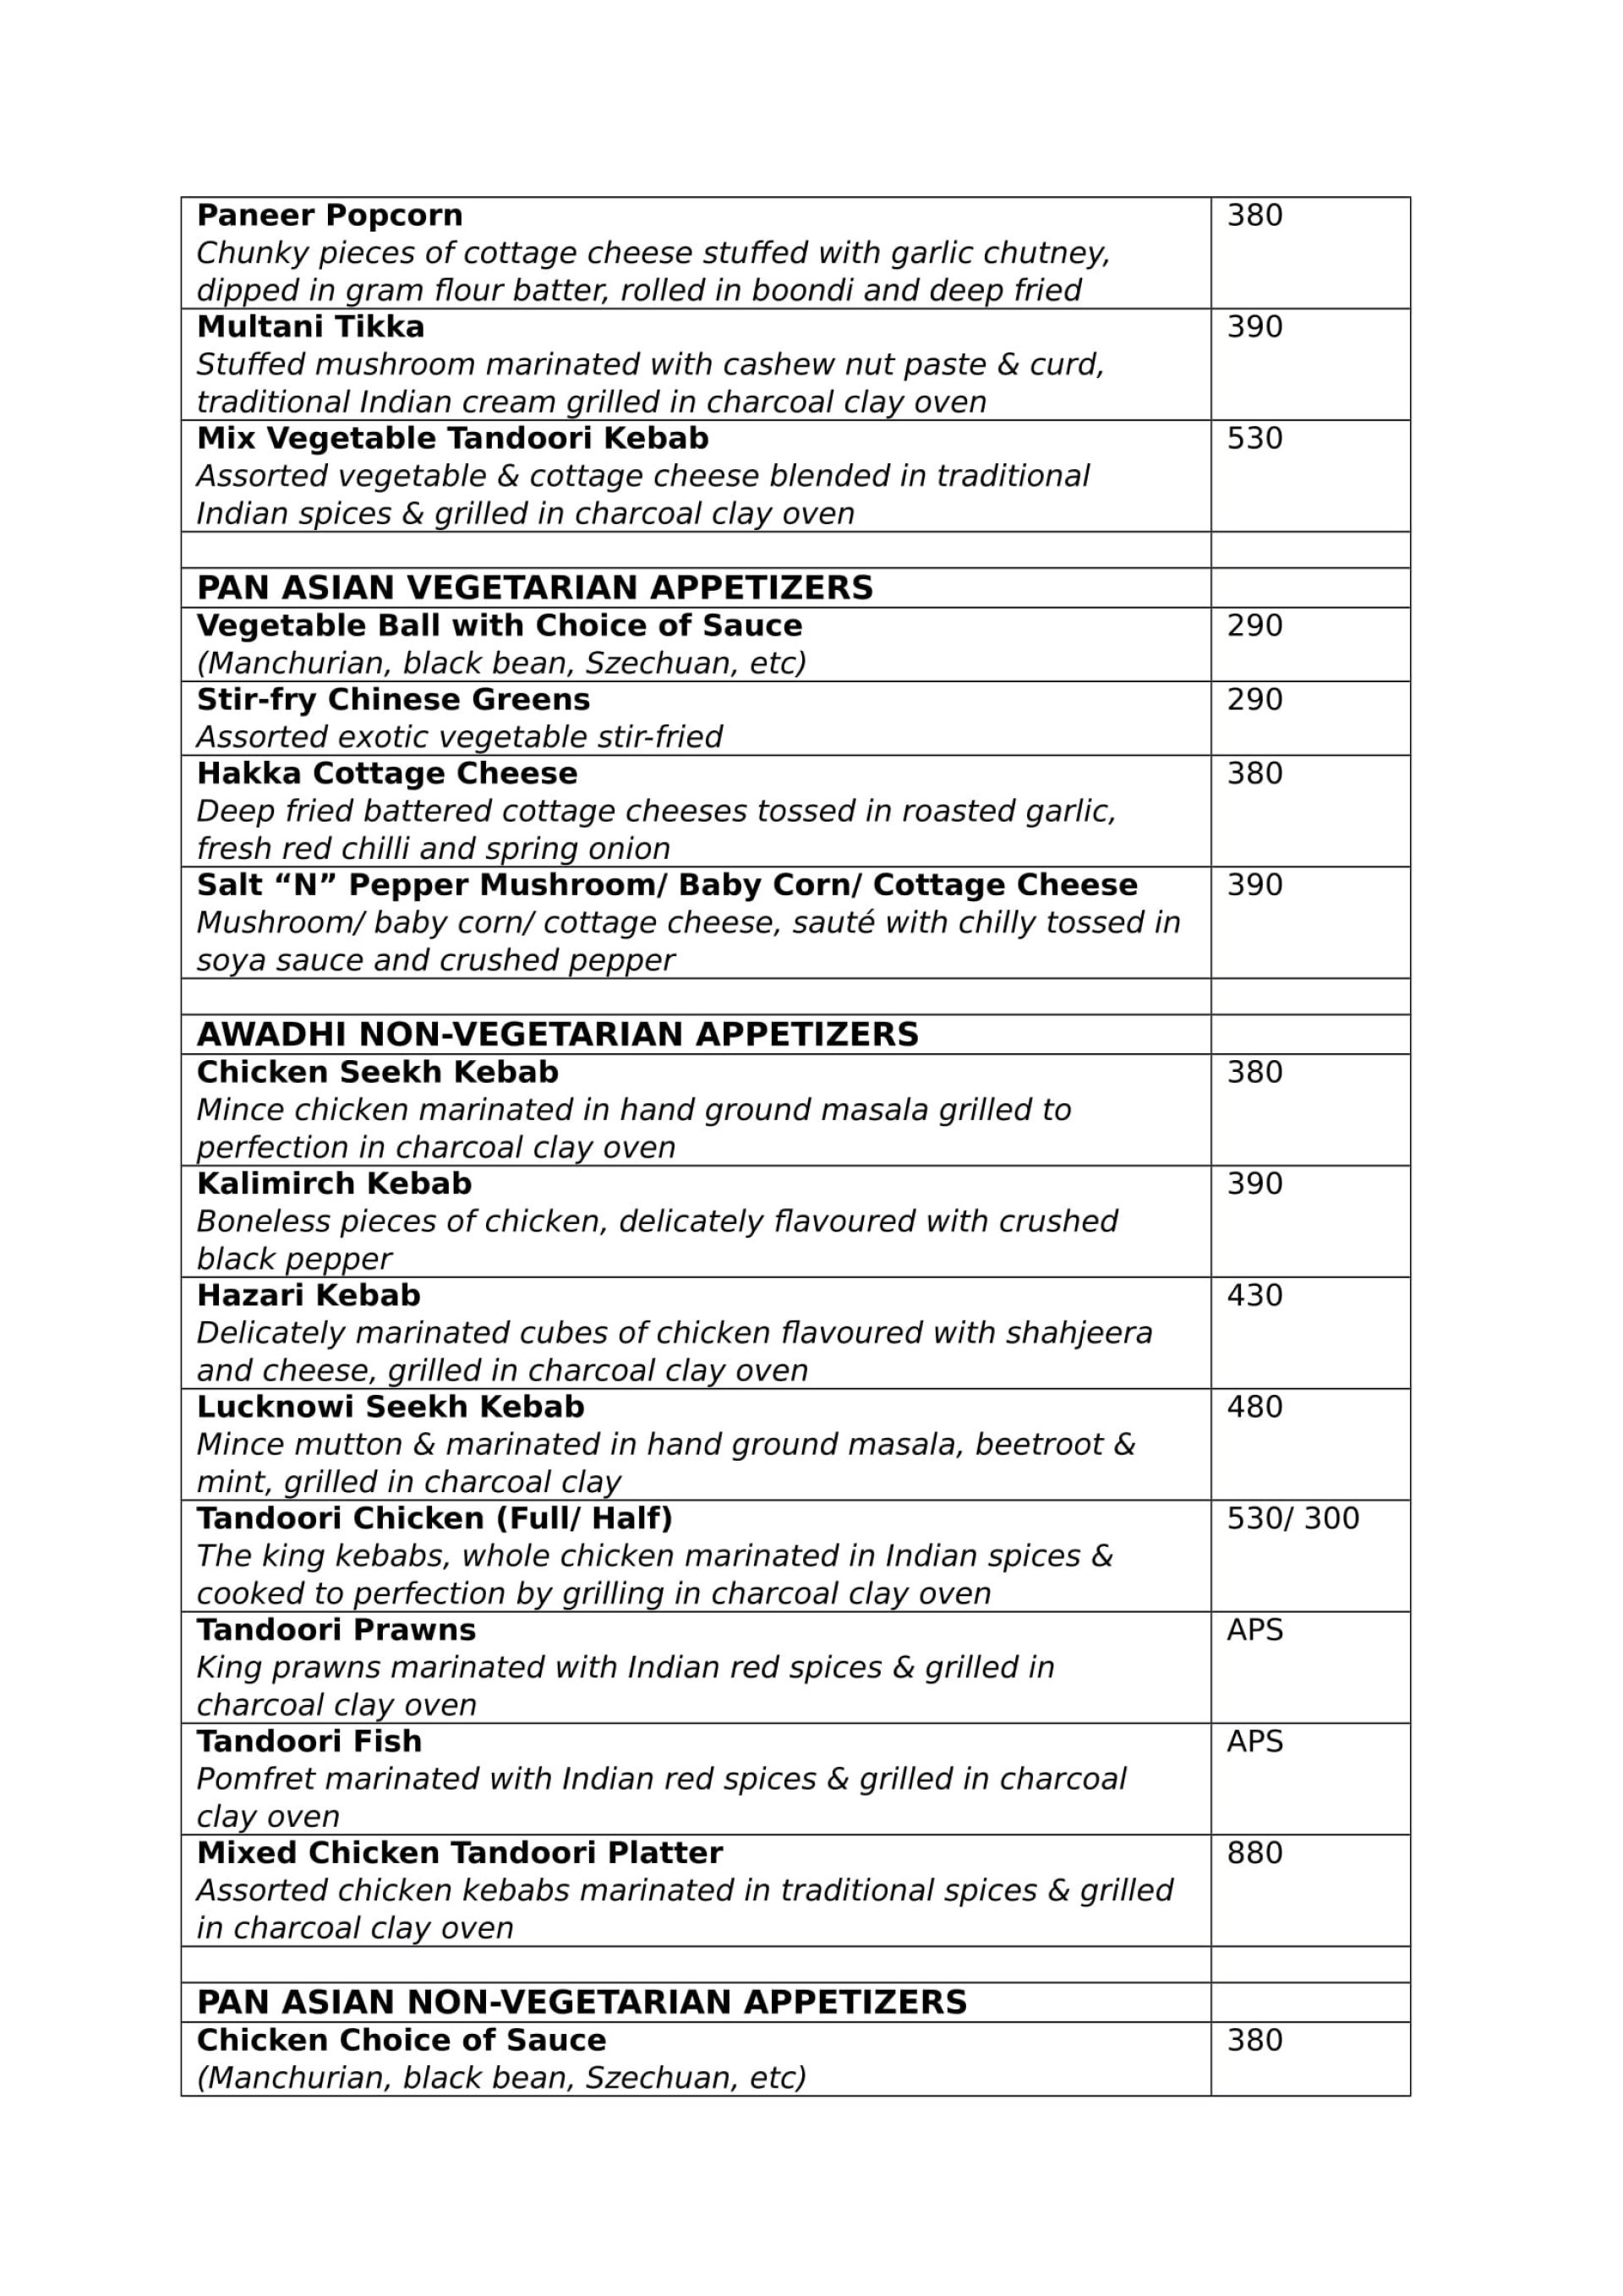 Paneer Popcorn 380
Chunky pieces of cottage cheese stuffed with garlic chutney,
dipped in gram flour batter, rolled in boondi and deep fried
Multani Tikka 390
Stuffed mushroom marinated with cashew nut paste & curd,
traditional Indian cream grilled in charcoal clay oven
Mix Vegetable Tandoori Kebab 530
Assorted vegetable & cottage cheese blended in traditional
Indian spices & grilled in charcoal clay oven
PAN ASIAN VEGETARIAN APPETIZERS
Vegetable Ball with Choice of Sauce 290
(Manchurian, black bean, Szechuan, etc)
Stir-fry Chinese Greens 290
Assorted exotic vegetable stir-fried
Hakka Cottage Cheese 380
Deep fried battered cottage cheeses tossed in roasted garlic,
fresh red chilli and spring onion
Salt “N” Pepper Mushroom/ Baby Corn/ Cottage Cheese 390
Mushroom/ baby corn/ cottage cheese, sauté with chilly tossed in
soya sauce and crushed pepper
AWADHI NON-VEGETARIAN APPETIZERS
Chicken Seekh Kebab 380
Mince chicken marinated in hand ground masala grilled to
perfection in charcoal clay oven
Kalimirch Kebab 390
Boneless pieces of chicken, delicately flavoured with crushed
black pepper
Hazari Kebab 430
Delicately marinated cubes of chicken flavoured with shahjeera
and cheese, grilled in charcoal clay oven
Lucknowi Seekh Kebab 480
Mince mutton & marinated in hand ground masala, beetroot &
mint, grilled in charcoal clay
Tandoori Chicken (Full/ Half) 530/ 300
The king kebabs, whole chicken marinated in Indian spices &
cooked to perfection by grilling in charcoal clay oven
Tandoori Prawns APS
King prawns marinated with Indian red spices & grilled in
charcoal clay oven
Tandoori Fish APS
Pomfret marinated with Indian red spices & grilled in charcoal
clay oven
Mixed Chicken Tandoori Platter 880
Assorted chicken kebabs marinated in traditional spices & grilled
in charcoal clay oven
PAN ASIAN NON-VEGETARIAN APPETIZERS
Chicken Choice of Sauce 380
(Manchurian, black bean, Szechuan, etc)